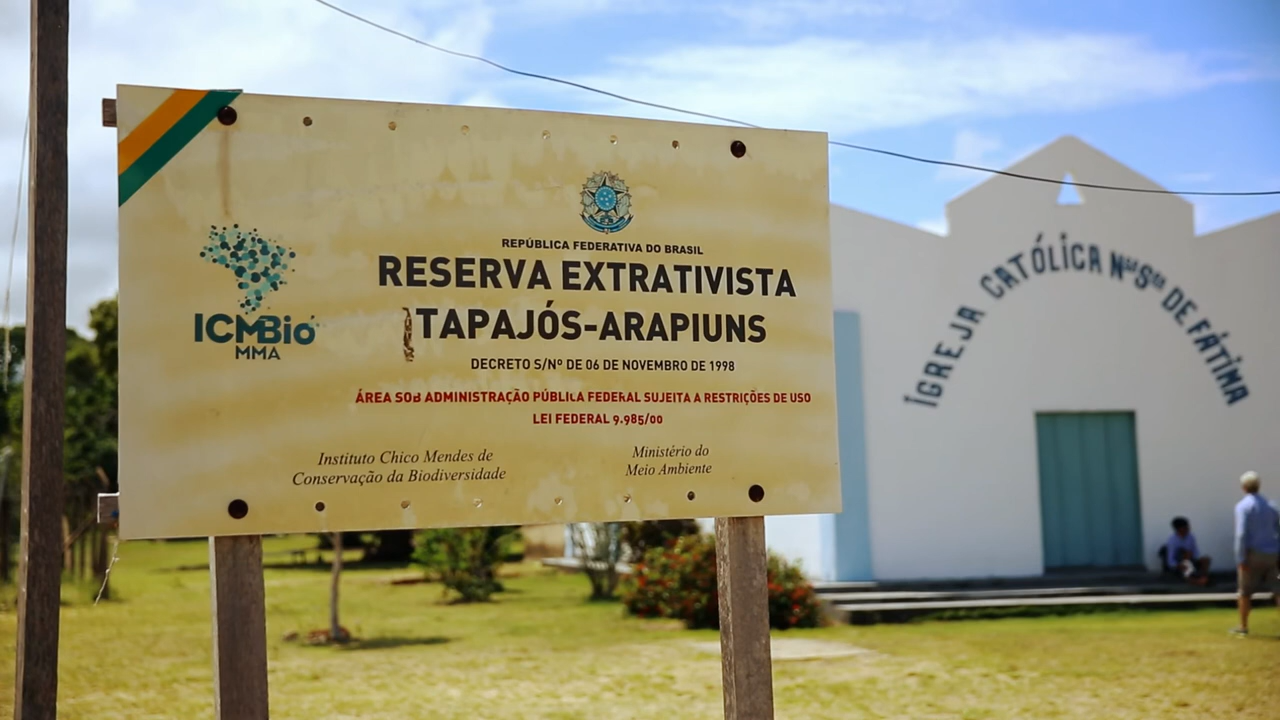 REPÚBLICA FEDERATIVA DO BRASIL
RESERVA EXTRATIVISTA
TAPAJÓS-ARAPIUNS
DECRETO S/Nº DE 06 DE NOVEMBRO DE 1998
ÁREA SOB ADMINISTRAÇÃO PÚBLICA FEDERAL SUJEITA A RESTRIÇÕES DE USO
LEI FEDERAL 9.985/00
ICMBio
MMA
Instituto Chico Mendes de
Conservação da Biodiversidade
Ministério do
Meio Ambiente
IGREJA CATÓLICA Nª Sª DE FÁTIMA